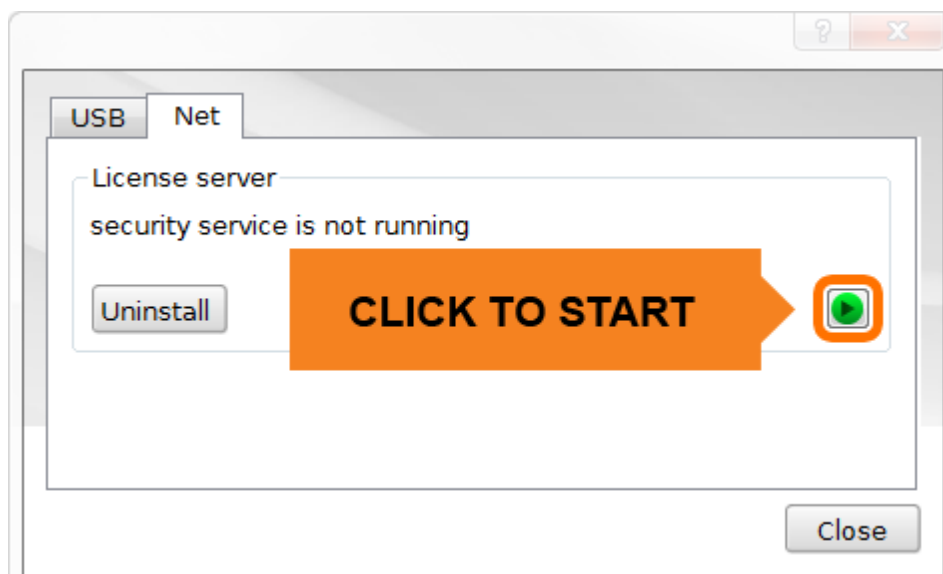 USB Net
License server
security service is not running
Uninstall
CLICK TO START
Close